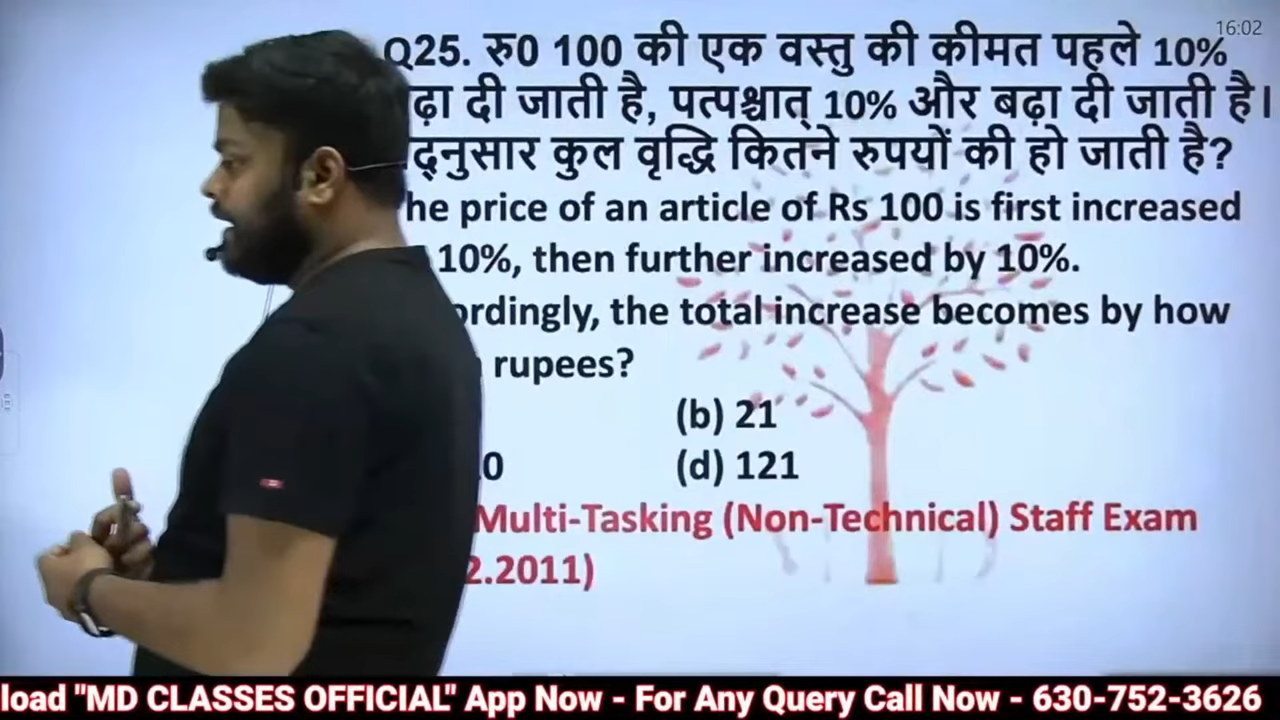 16:02
Q25. रु0 100 की एक वस्तु की कीमत पहले 10%
ढ़ा दी जाती है, पत्पश्चात् 10% और बढ़ा दी जाती है।
द्नुसार कुल वृद्धि कितने रुपयों की हो जाती है?
he price of an article of Rs 100 is first increased
10%, then further increased by 10%.
ordingly, the total increase becomes by how
rupees?
(b) 21
0 (d) 121
Multi-Tasking (Non-Technical) Staff Exam
2.2011)
load "MD CLASSES OFFICIAL" App Now - For Any Query Call Now - 630-752-3626